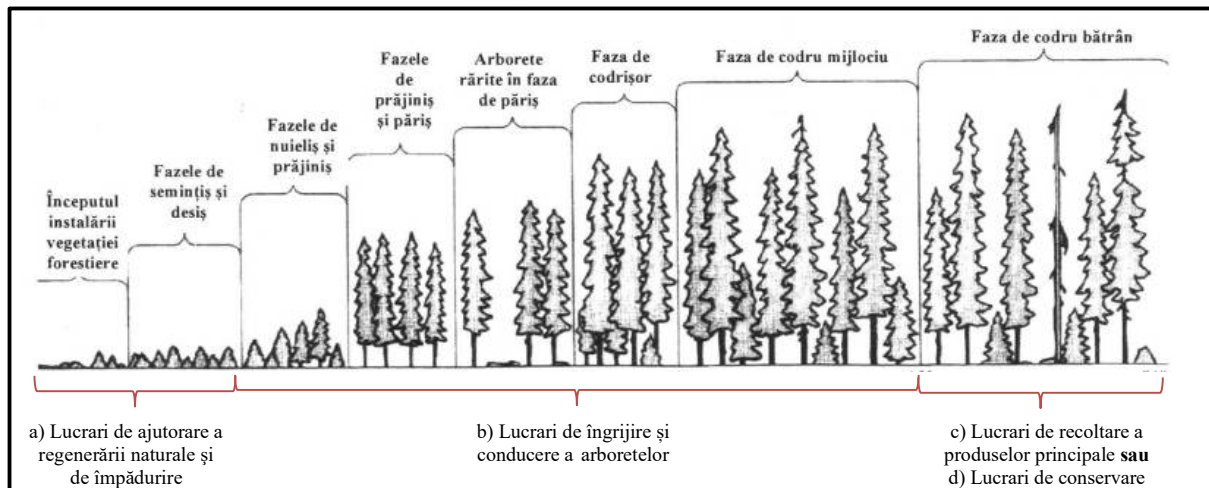 Începutul
instalării
vegetației
forestiere
Fazele de
semințiș și
desiș
Fazele de
nuieliș și
prăjiniș
Fazele
de
prăjiniș
și păriș
Arborete
rărite în faza
de păriș
Faza de
codrișor
Faza de codru mijlociu
Faza de codru bătrân
a) Lucrari de ajutorare a
regenerării naturale şi
de împădurire
b) Lucrari de îngrijire și
conducere a arboretelor
c) Lucrari de recoltare a
produselor principale sau
d) Lucrari de conservare